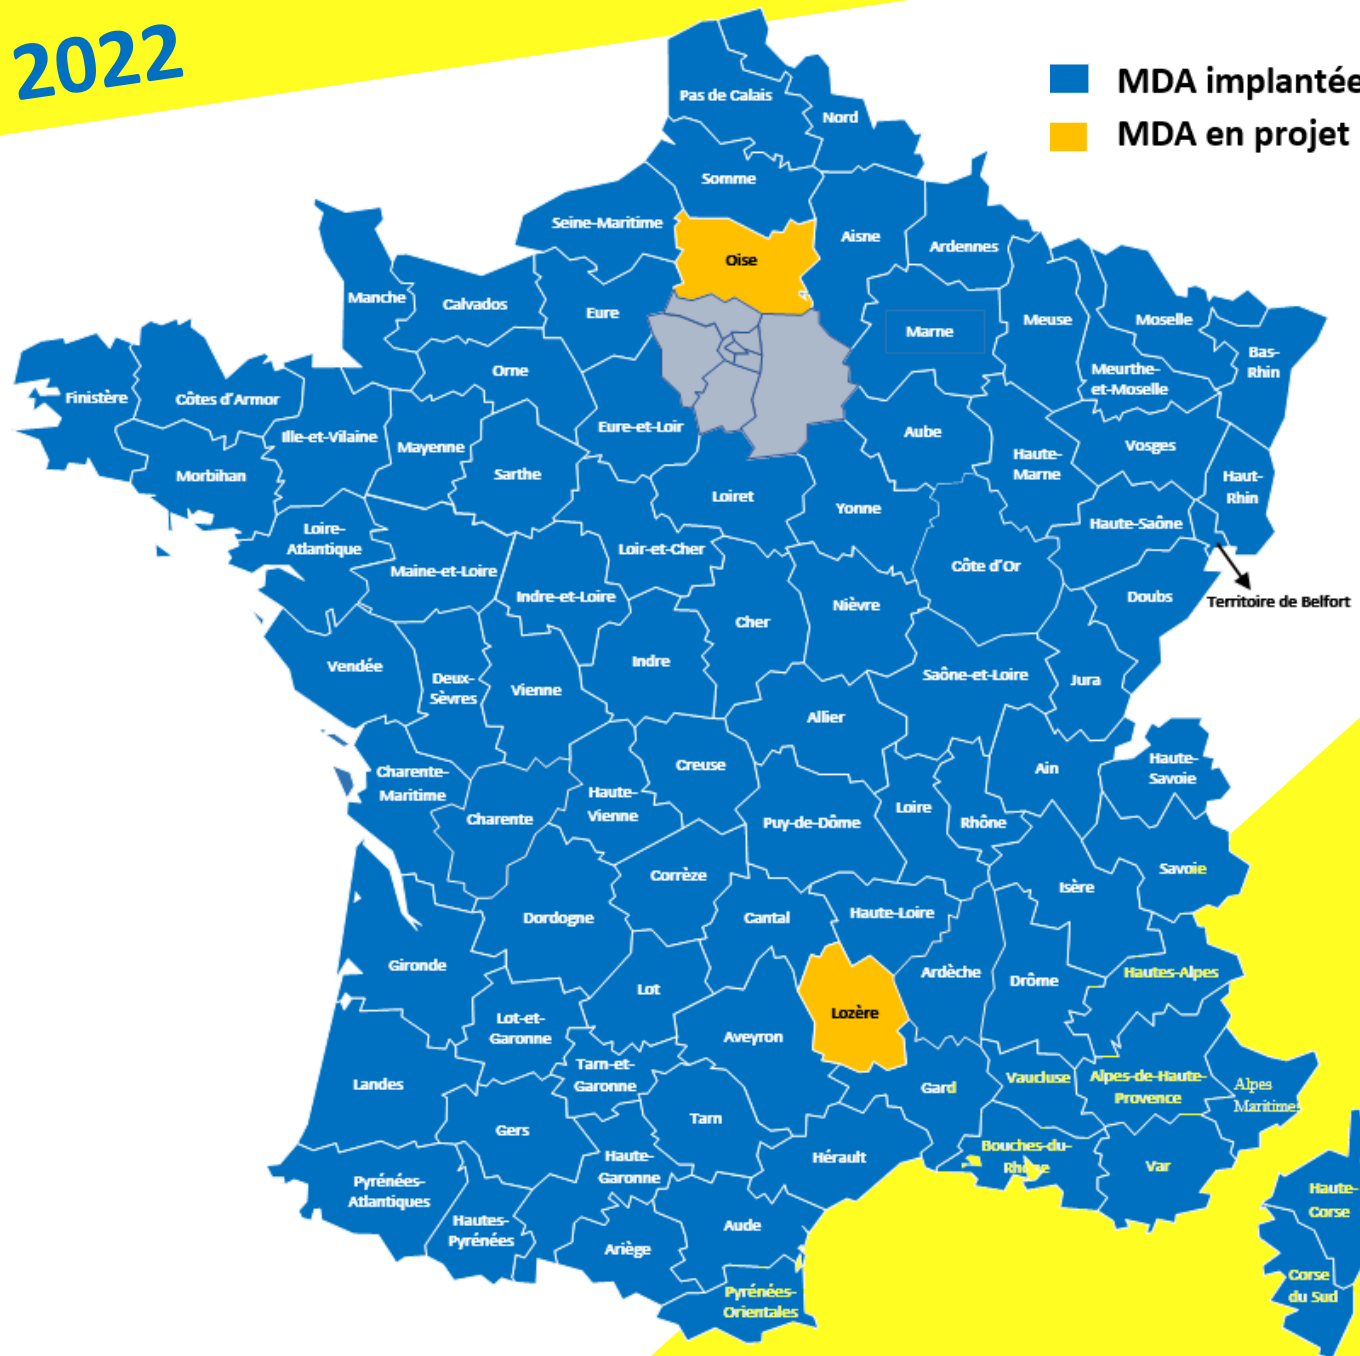 2022
MDA implantée
MDA en projet
Pas de Calais
Nord
Somme
Seine-Maritime
Oise
Aisne
Ardennes
Manche
Calvados
Eure
Marne
Meuse
Moselle
Meurthe-
et-Moselle
Bas-
Rhin
Finistère
Côtes d'Armor
Orne
Ille-et-Vilaine
Mayenne
Eure-et-Loir
Aube
Haute-
Marne
Vosges
Haut-
Rhin
Morbihan
Sarthe
Loiret
Yonne
Haute-Saône
Loire-
Atlantique
Maine-et-Loire
Loir-et-Cher
Indre-et-Loire
Côte d'Or
Doubs
Territoire de Belfort
Cher
Nièvre
Vendée
Deux-
Sèvres
Vienne
Indre
Saône-et-Loire
Jura
Allier
Charente-
Maritime
Charente
Haute-
Vienne
Creuse
Puy-de-Dôme
Loire
Rhône
Ain
Haute-
Savoie
Savoie
Corrèze
Isère
Dordogne
Cantal
Haute-Loire
Gironde
Lot
Ardèche
Drôme
Hautes-Alpes
Lot-et-
Garonne
Aveyron
Lozère
Landes
Tarn-et-
Garonne
Gard
Vaucluse
Alpes-de-Haute-
Provence
Alpes
Maritimes
Gers
Tarn
Hérault
Bouches-du-
Rhône
Var
Haute-
Garonne
Pyrénées-
Atlantiques
Hautes-
Pyrénées
Ariège
Aude
Pyrénées-
Orientales
Haute-
Corse
Corse
du Sud